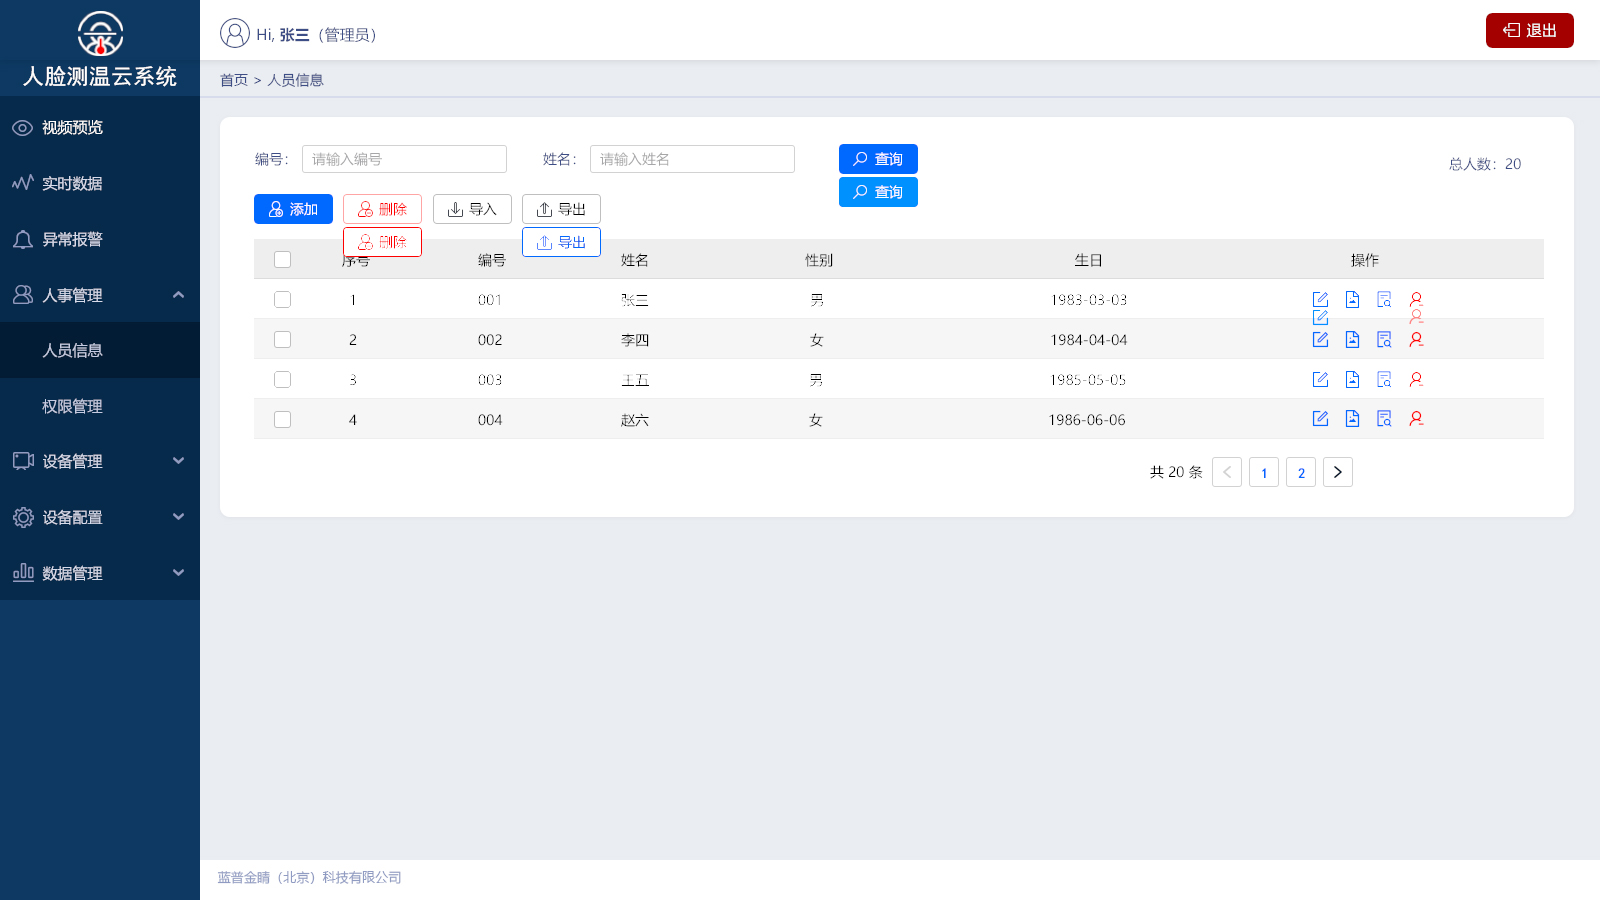 人脸测温云系统
视频预览
实时数据
异常报警
人事管理
人员信息
权限管理
设备管理
设备配置
数据管理
Hi, 张三（管理员）
退出
首页 > 人员信息
编号： 请输入编号 姓名： 请输入姓名 查询
查询
总人数：20
添加 删除 导入 导出
删除 导出
序号 编号 姓名 性别 生日 操作
1 001 张三 男 1983-03-03
2 002 李四 女 1984-04-04
3 003 王五 男 1985-05-05
4 004 赵六 女 1986-06-06
共 20 条 < 1 2 >
蓝普金睛（北京）科技有限公司